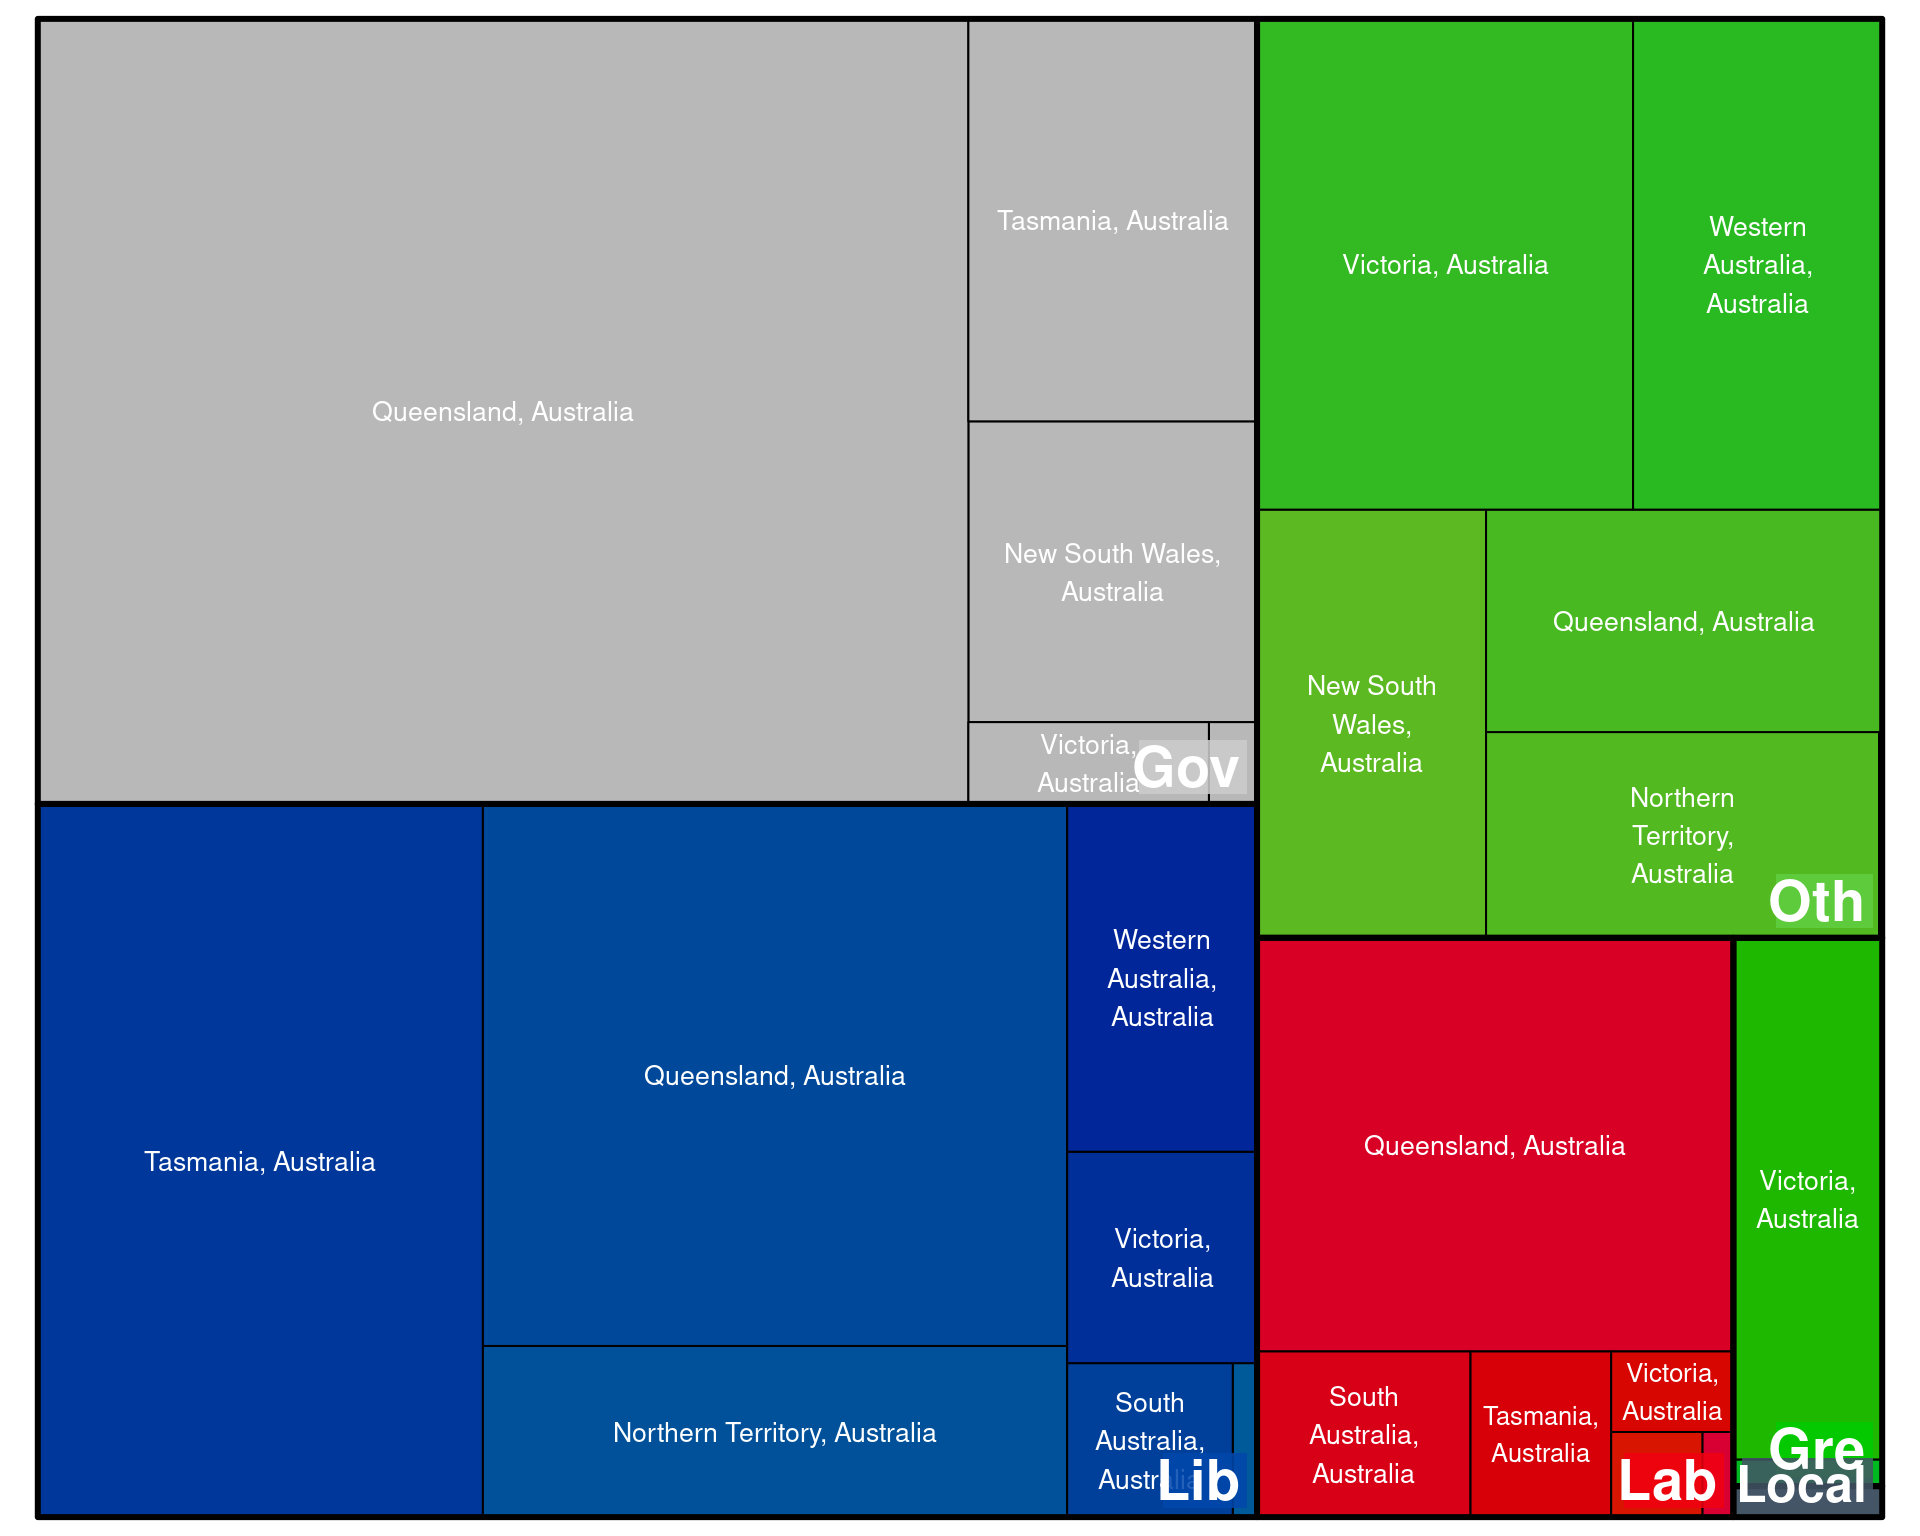 Queensland, Australia
Tasmania, Australia
New South Wales,
Australia
Victoria,
Australia
Gov
Victoria, Australia
Western
Australia,
Australia
New South
Wales,
Australia
Queensland, Australia
Northern
Territory,
Australia
Oth
Tasmania, Australia
Queensland, Australia
Northern Territory, Australia
Western
Australia,
Australia
Victoria,
Australia
South
Australia,
Australia
Lib
Queensland, Australia
South
Australia,
Australia
Tasmania,
Australia
Victoria,
Australia
Lab
Victoria,
Australia
Gre
Local